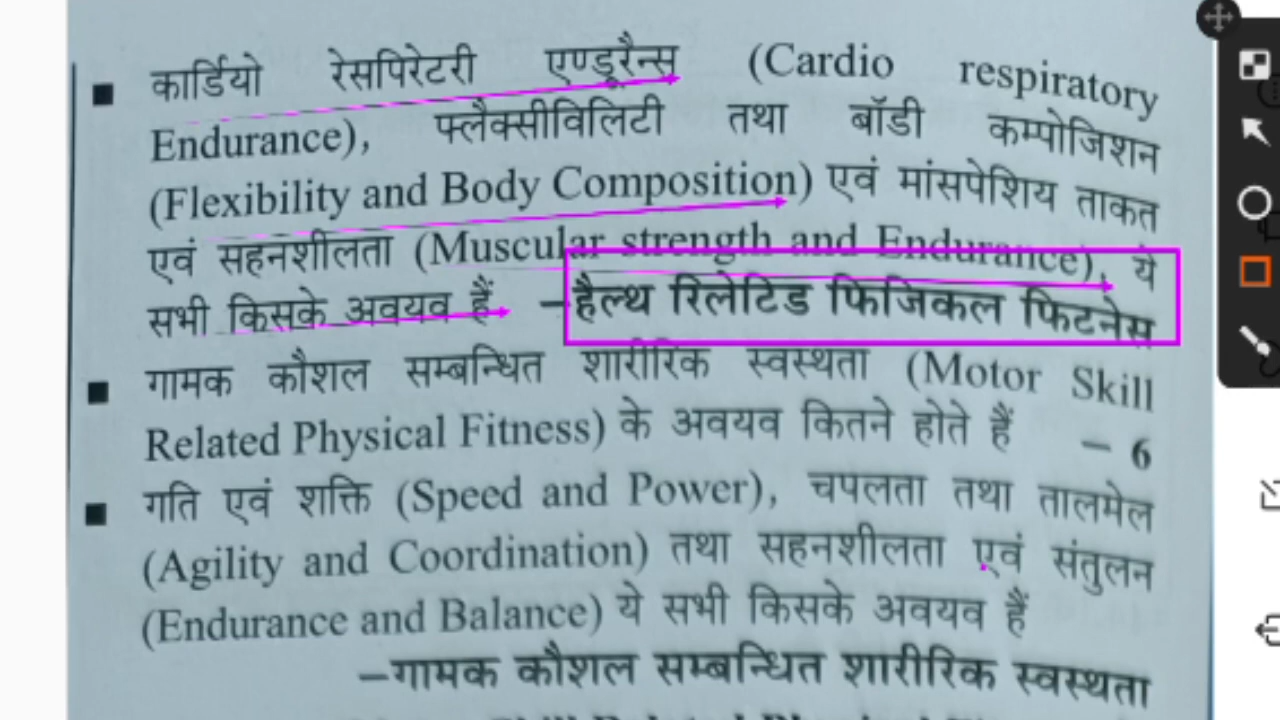 ■ कार्डियो रेसपिरेटरी एण्डूरैन्स (Cardio respiratory
Endurance), फ्लैक्सीविलिटी तथा बॉडी कम्पोजिशन
(Flexibility and Body Composition) एवं मांसपेशिय ताकत
एवं सहनशीलता (Muscular strength and Endurance), ये
सभी किसके अवयव हैं –हैल्थ रिलेटिड फिजिकल फिटनेस
■ गामक कौशल सम्बन्धित शारीरिक स्वस्थता (Motor Skill
Related Physical Fitness) के अवयव कितने होते हैं – 6
■ गति एवं शक्ति (Speed and Power), चपलता तथा तालमेल
(Agility and Coordination) तथा सहनशीलता एवं संतुलन
(Endurance and Balance) ये सभी किसके अवयव हैं
–गामक कौशल सम्बन्धित शारीरिक स्वस्थता